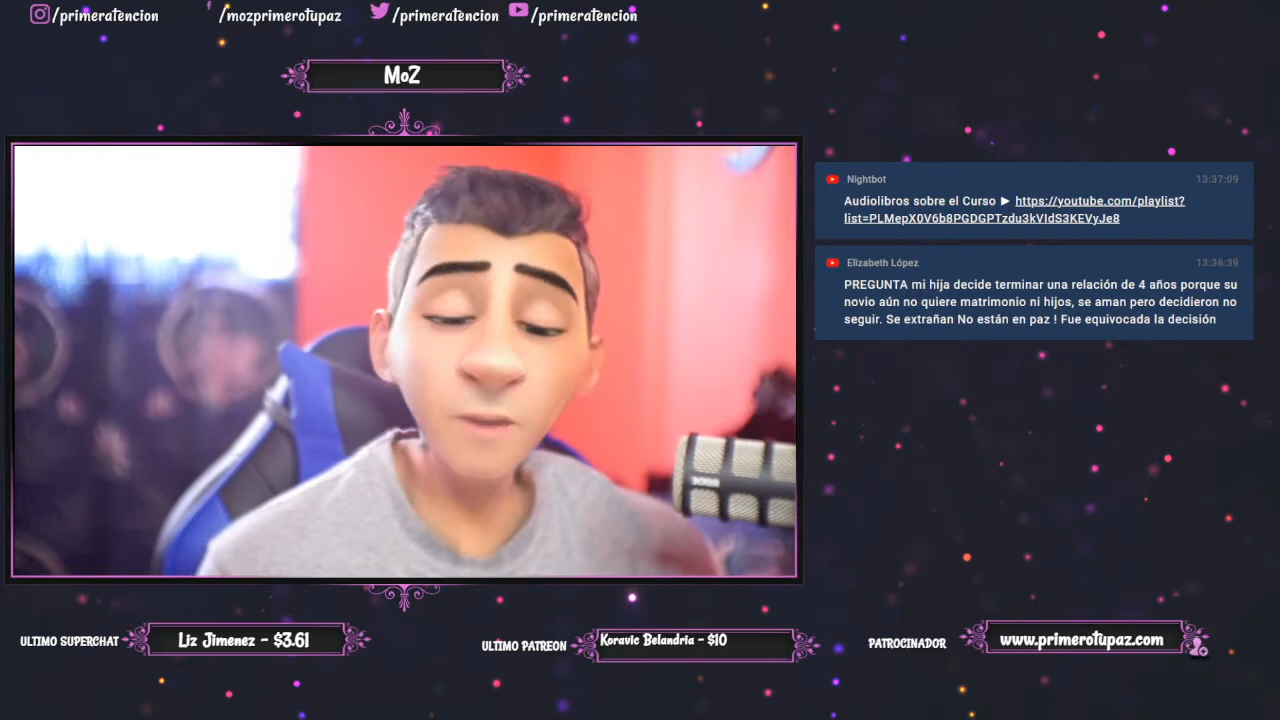 /primeratencion
/mozprimerotupaz
/primeratencion
/primeratencion
MoZ
Nightbot 13:37:09
Audiolibros sobre el Curso ► https://youtube.com/playlist?
list=PLMepX0V6b8PGDGPTzdu3kVIdS3KEVyJe8
Elizabeth López 13:36:39
PREGUNTA mi hija decide terminar una relación de 4 años porque su
novio aún no quiere matrimonio ni hijos, se aman pero decidieron no
seguir. Se extrañan No están en paz ! Fue equivocada la decisión
ULTIMO SUPERCHAT Liz Jimenez - $3.61
ULTIMO PATREON Koravic Belandria - $10
PATROCINADOR www.primerotupaz.com